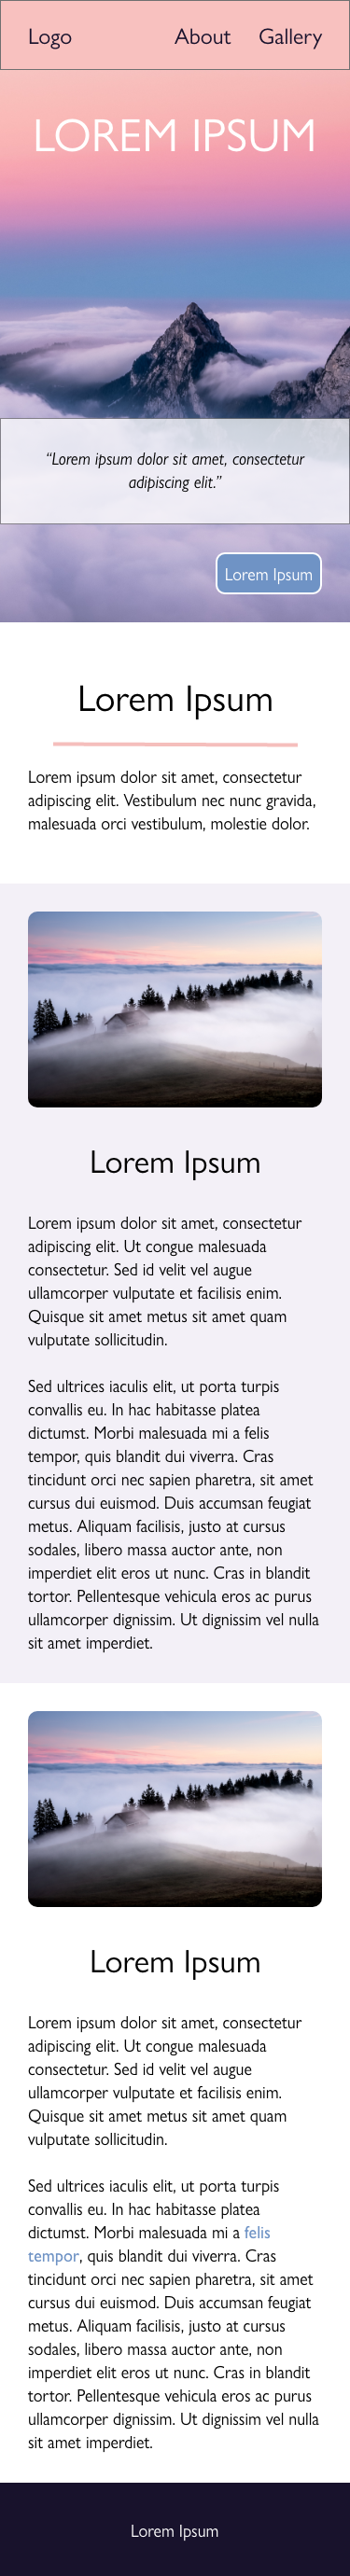 Logo About Gallery
LOREM IPSUM
“Lorem ipsum dolor sit amet, consectetur
adipiscing elit.”
Lorem Ipsum
Lorem Ipsum
Lorem ipsum dolor sit amet, consectetur
adipiscing elit. Vestibulum nec nunc gravida,
malesuada orci vestibulum, molestie dolor.
Lorem Ipsum
Lorem ipsum dolor sit amet, consectetur
adipiscing elit. Ut congue malesuada
consectetur. Sed id velit vel augue
ullamcorper vulputate et facilisis enim.
Quisque sit amet metus sit amet quam
vulputate sollicitudin.
Sed ultrices iaculis elit, ut porta turpis
convallis eu. In hac habitasse platea
dictumst. Morbi malesuada mi a felis
tempor, quis blandit dui viverra. Cras
tincidunt orci nec sapien pharetra, sit amet
cursus dui euismod. Duis accumsan feugiat
metus. Aliquam facilisis, justo at cursus
sodales, libero massa auctor ante, non
imperdiet elit eros ut nunc. Cras in blandit
tortor. Pellentesque vehicula eros ac purus
ullamcorper dignissim. Ut dignissim vel nulla
sit amet imperdiet.
Lorem Ipsum
Lorem ipsum dolor sit amet, consectetur
adipiscing elit. Ut congue malesuada
consectetur. Sed id velit vel augue
ullamcorper vulputate et facilisis enim.
Quisque sit amet metus sit amet quam
vulputate sollicitudin.
Sed ultrices iaculis elit, ut porta turpis
convallis eu. In hac habitasse platea
dictumst. Morbi malesuada mi a felis
tempor, quis blandit dui viverra. Cras
tincidunt orci nec sapien pharetra, sit amet
cursus dui euismod. Duis accumsan feugiat
metus. Aliquam facilisis, justo at cursus
sodales, libero massa auctor ante, non
imperdiet elit eros ut nunc. Cras in blandit
tortor. Pellentesque vehicula eros ac purus
ullamcorper dignissim. Ut dignissim vel nulla
sit amet imperdiet.
Lorem Ipsum